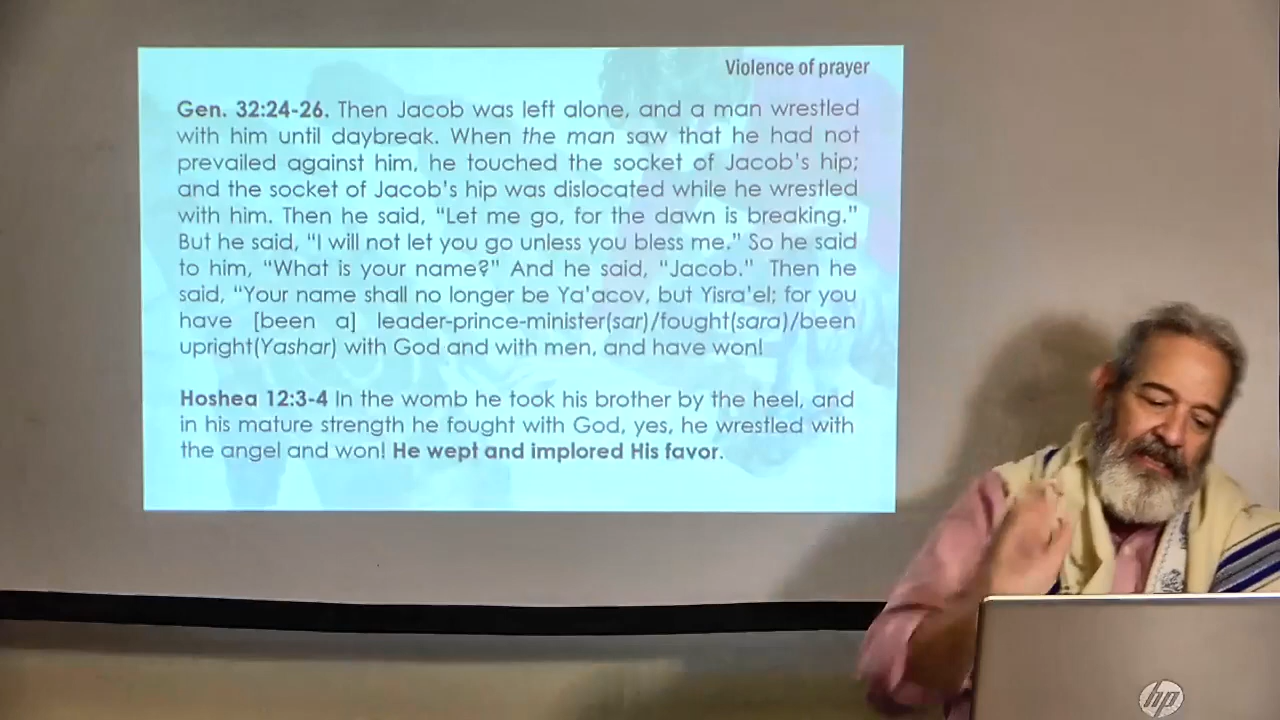 Violence of prayer
Gen. 32:24-26. Then Jacob was left alone, and a man wrestled
with him until daybreak. When the man saw that he had not
prevailed against him, he touched the socket of Jacob's hip;
and the socket of Jacob's hip was dislocated while he wrestled
with him. Then he said, "Let me go, for the dawn is breaking."
But he said, "I will not let you go unless you bless me." So he said
to him, "What is your name?" And he said, "Jacob." Then he
said, "Your name shall no longer be Ya'acov, but Yisra'el; for you
have [been a] leader-prince-minister(sar)/fought(sara)/been
upright(Yashar) with God and with men, and have won!
Hoshea 12:3-4 In the womb he took his brother by the heel, and
in his mature strength he fought with God, yes, he wrestled with
the angel and won! He wept and implored His favor.
hp